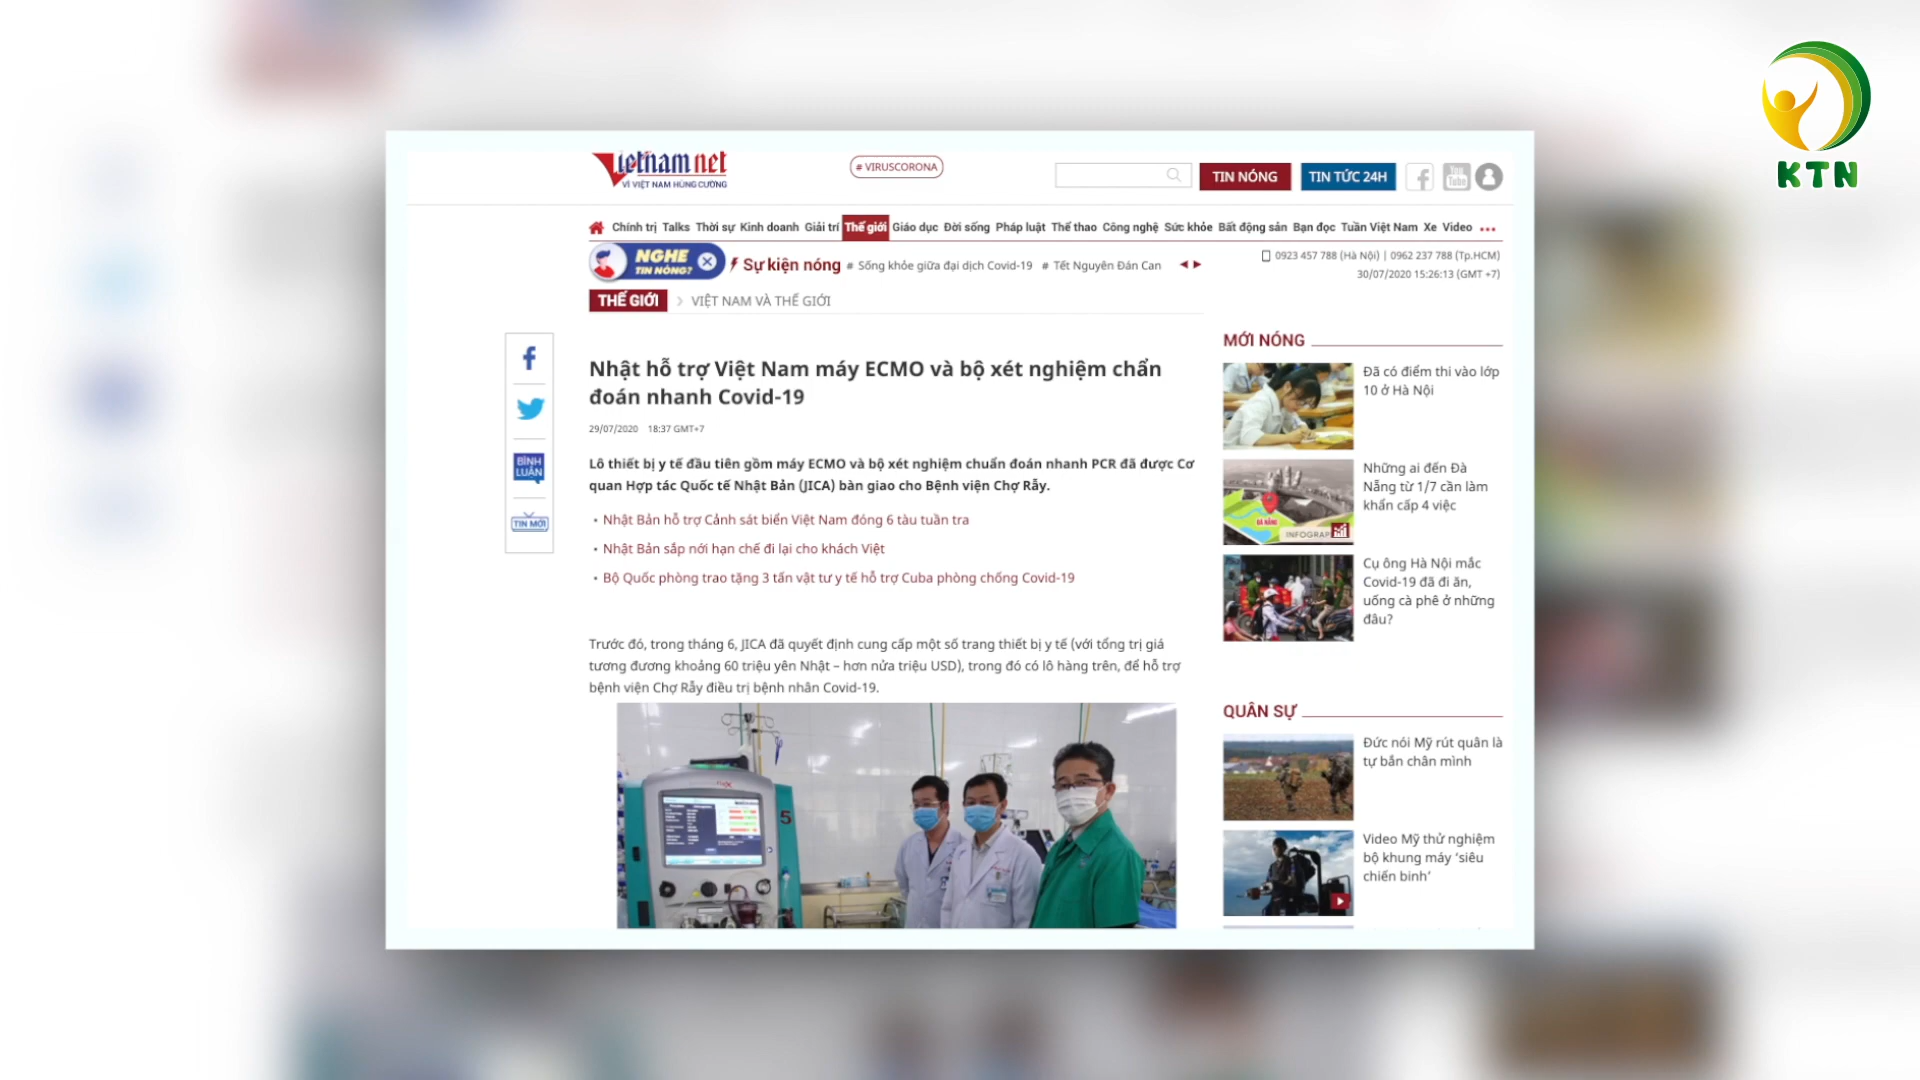 KTN
Vietnam net
VÌ VIỆT NAM HÙNG CƯỜNG
# VIRUSCORONA
TIN NÓNG
TIN TỨC 24H
You Tube
Chính trị Talks Thời sự Kinh doanh Giải trí Thế giới Giáo dục Đời sống Pháp luật Thể thao Công nghệ Sức khỏe Bất động sản Bạn đọc Tuần Việt Nam Xe Video
NGHE
TIN NÓNG?
Sự kiện nóng # Sống khỏe giữa đại dịch Covid-19 # Tết Nguyên Đán Can
0923 457 788 (Hà Nội) | 0962 237 788 (Tp.HCM)
30/07/2020 15:26:13 (GMT +7)
THẾ GIỚI > VIỆT NAM VÀ THẾ GIỚI
BÌNH
LUẬN
TIN MỚI
Nhật hỗ trợ Việt Nam máy ECMO và bộ xét nghiệm chẩn
đoán nhanh Covid-19
29/07/2020 18:37 GMT+7
Lô thiết bị y tế đầu tiên gồm máy ECMO và bộ xét nghiệm chuẩn đoán nhanh PCR đã được Cơ
quan Hợp tác Quốc tế Nhật Bản (JICA) bàn giao cho Bệnh viện Chợ Rẫy.
• Nhật Bản hỗ trợ Cảnh sát biển Việt Nam đóng 6 tàu tuần tra
• Nhật Bản sắp nới hạn chế đi lại cho khách Việt
• Bộ Quốc phòng trao tặng 3 tấn vật tư y tế hỗ trợ Cuba phòng chống Covid-19
Trước đó, trong tháng 6, JICA đã quyết định cung cấp một số trang thiết bị y tế (với tổng trị giá
tương đương khoảng 60 triệu yên Nhật – hơn nửa triệu USD), trong đó có lô hàng trên, để hỗ trợ
bệnh viện Chợ Rẫy điều trị bệnh nhân Covid-19.
5
MỚI NÓNG
Đã có điểm thi vào lớp
10 ở Hà Nội
ĐÀ NẴNG
INFOGRAP
Những ai đến Đà
Nẵng từ 1/7 cần làm
khẩn cấp 4 việc
Cụ ông Hà Nội mắc
Covid-19 đã đi ăn,
uống cà phê ở những
đâu?
QUÂN SỰ
Đức nói Mỹ rút quân là
tự bắn chân mình
Video Mỹ thử nghiệm
bộ khung máy ‘siêu
chiến binh’